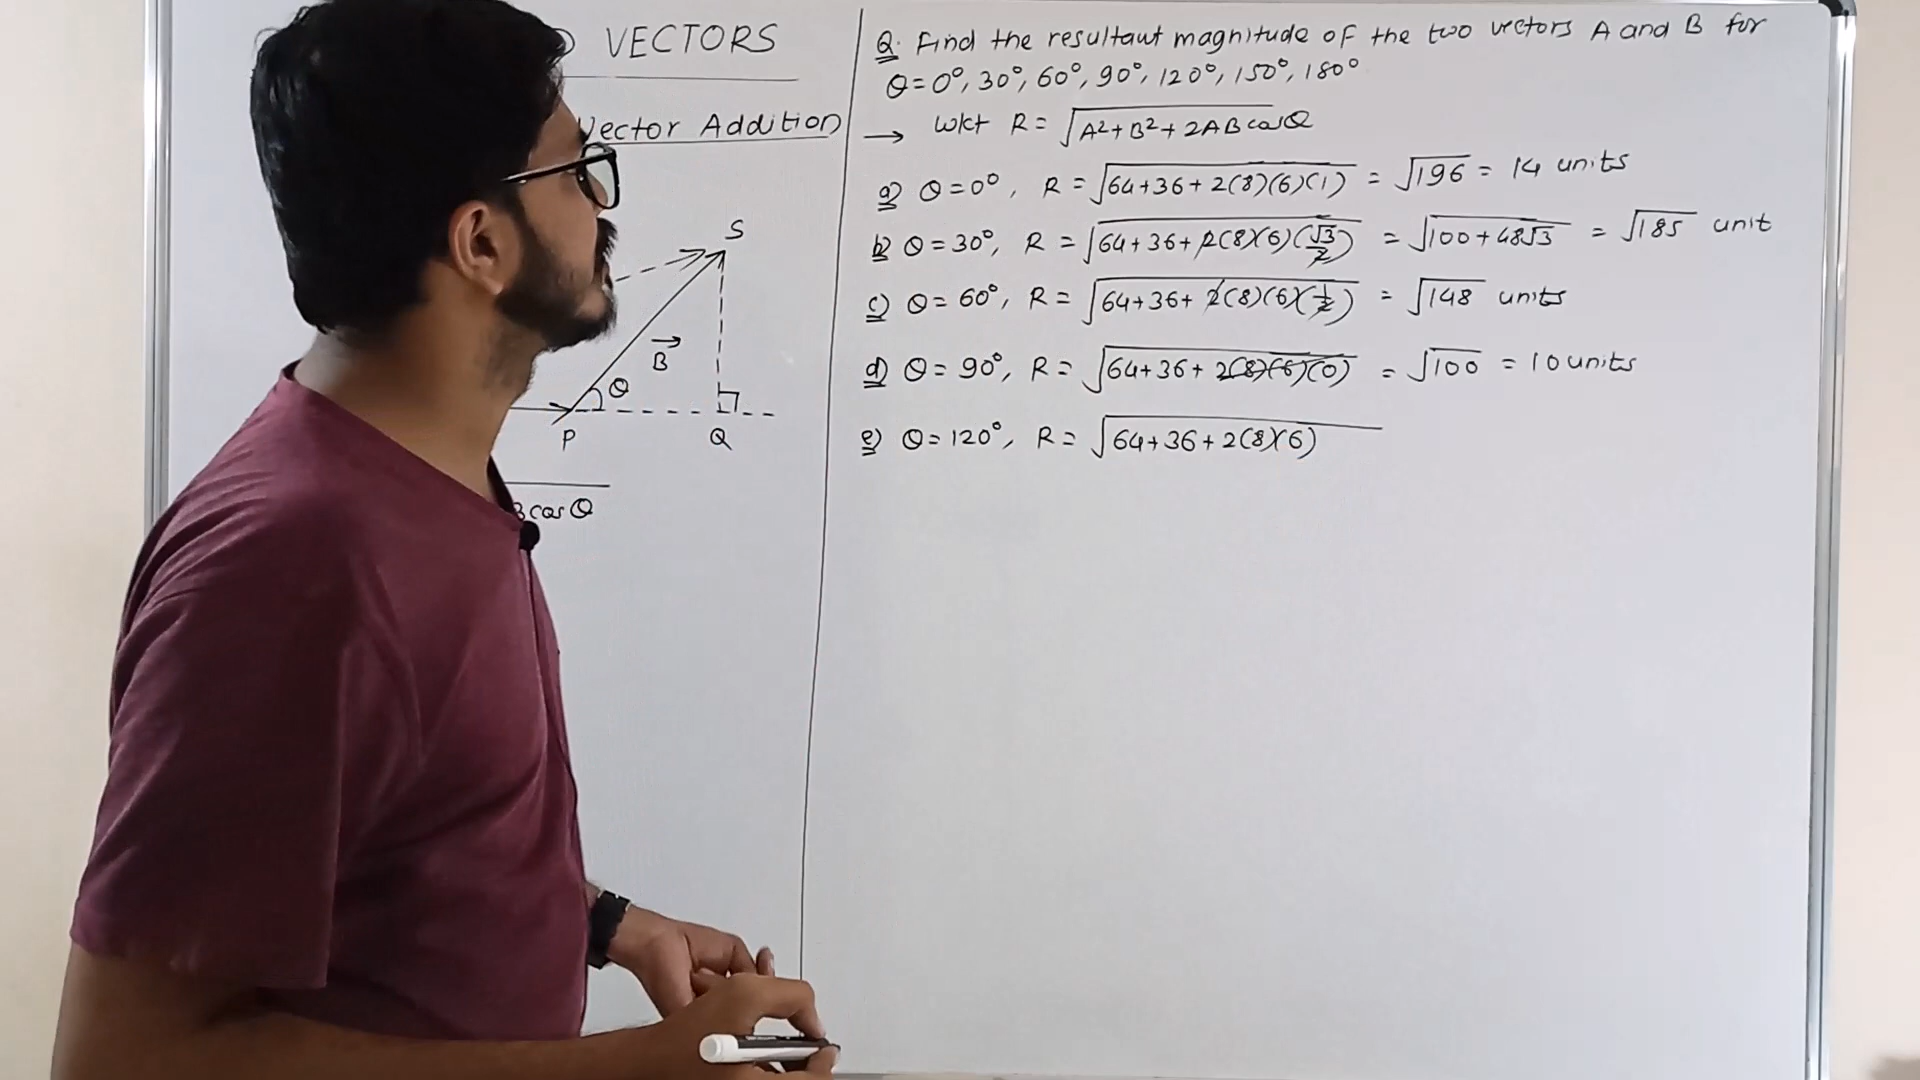 VECTORS
Vector Addition
S
B
θ
P
Q
cosθ
Q. Find the resultant magnitude of the two vectors A and B for
θ=0°, 30°, 60°, 90°, 120°, 150°, 180°
→ WKT R = √A²+B²+2ABcosθ
a) θ=0°, R = √64+36+2(8)(6)(1) = √196 = 14 units
b) θ=30°, R = √64+36+2(8)(6)(√3/2) = √100+48√3 = √185 unit
c) θ=60°, R = √64+36+2(8)(6)(1/2) = √148 units
d) θ=90°, R = √64+36+2(8)(6)(0) = √100 = 10 units
e) θ=120°, R = √64+36+2(8)(6)